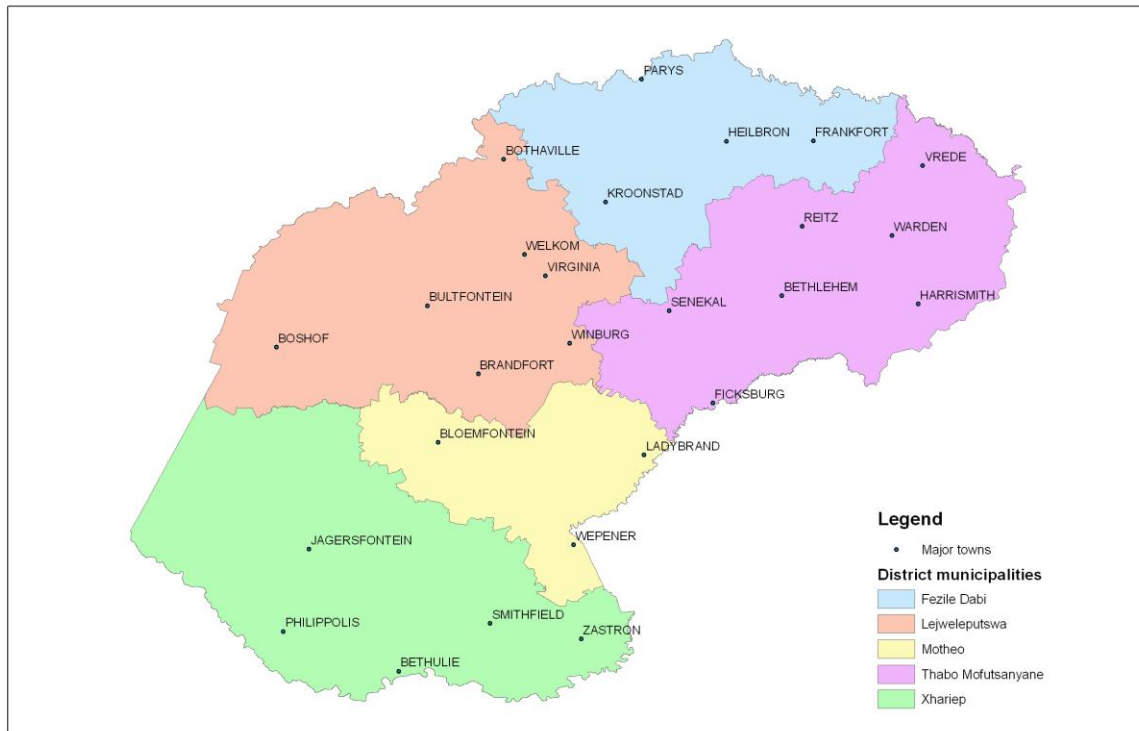 PARYS
HEILBRON
FRANKFORT
BOTHAVILLE
VREDE
KROONSTAD
REITZ
WARDEN
WELKOM
VIRGINIA
BETHLEHEM
BULTFONTEIN
SENEKAL
HARRISMITH
BOSHOF
WINBURG
BRANDFORT
FICKSBURG
BLOEMFONTEIN
LADYBRAND
JAGERSFONTEIN
WEPENER
PHILIPPOLIS
SMITHFIELD
ZASTRON
BETHULIE
Legend
Major towns
District municipalities
Fezile Dabi
Lejweleputswa
Motheo
Thabo Mofutsanyane
Xhariep